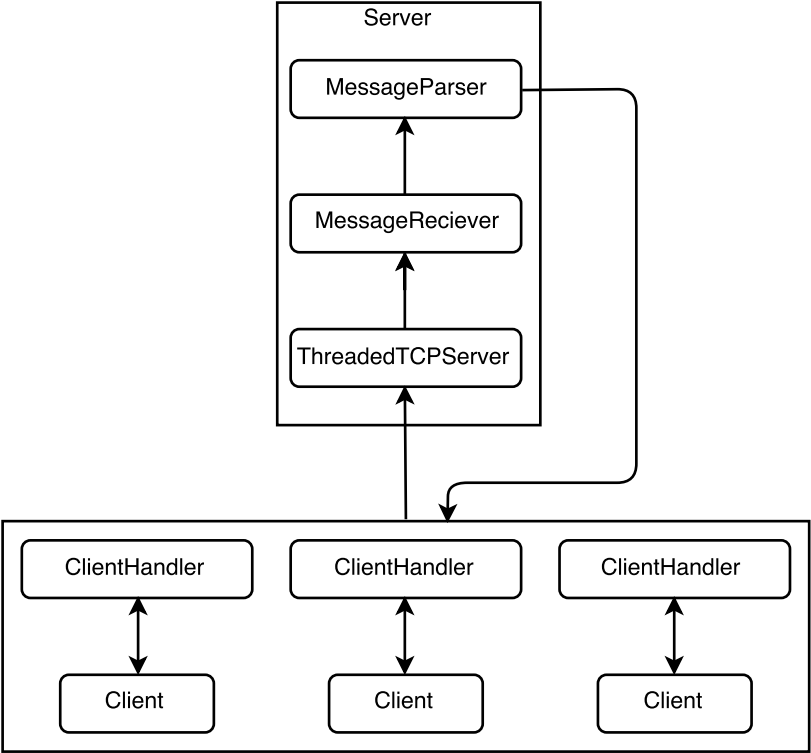 Server
MessageParser
MessageReciever
ThreadedTCPServer
ClientHandler
ClientHandler
ClientHandler
Client
Client
Client